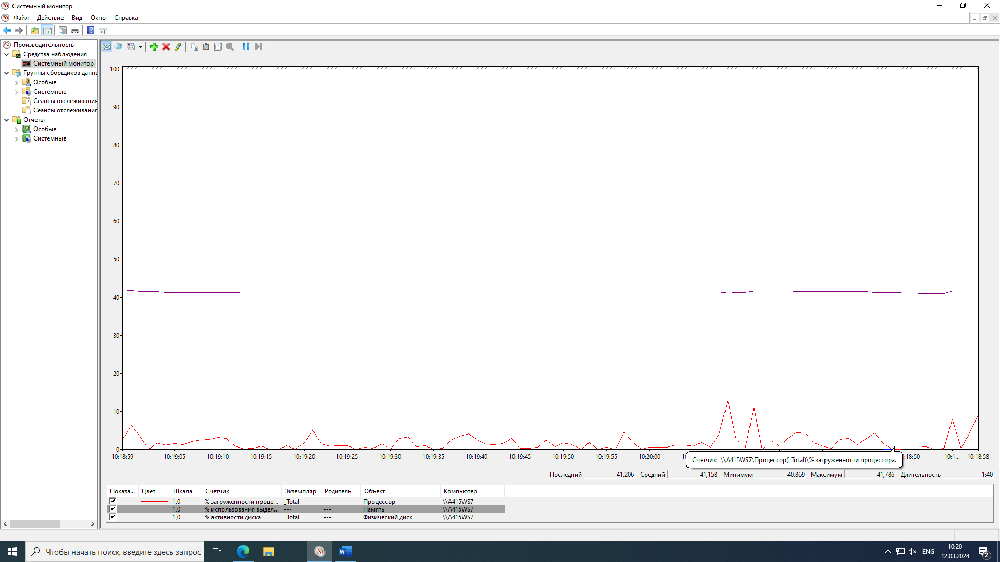 Системный монитор
Файл Действие Вид Окно Справка
Производительность
Средства наблюдения
Системный монитор
Группы сборщиков даннь
Особые
Системные
Сеансы отслеживания
Сеансы отслеживания
Отчеты
Особые
Системные
100
90
80
70
60
50
40
30
20
10
0
10:18:59 10:19:05 10:19:10 10:19:15 10:19:20 10:19:25 10:19:30 10:19:35 10:19:40 10:19:45 10:19:50 10:19:55 10:20:00 :18:50 10:1... 10:18:58
Счетчик: \\A415WS7\Процессор(_Total)\% загруженности процессора.
Последний 41,206 Средний 41,158 Минимум 40,869 Максимум 41,786 Длительность 1:40
Показа... Цвет Шкала Счетчик Экземпляр Родитель Объект Компьютер
1,0 % загруженности проце... _Total --- Процессор \\A415WS7
1,0 % использования выдел... --- --- Память \\A415WS7
1,0 % активности диска _Total --- Физический диск \\A415WS7
Чтобы начать поиск, введите здесь запрос
ENG
10:20
12.03.2024
2